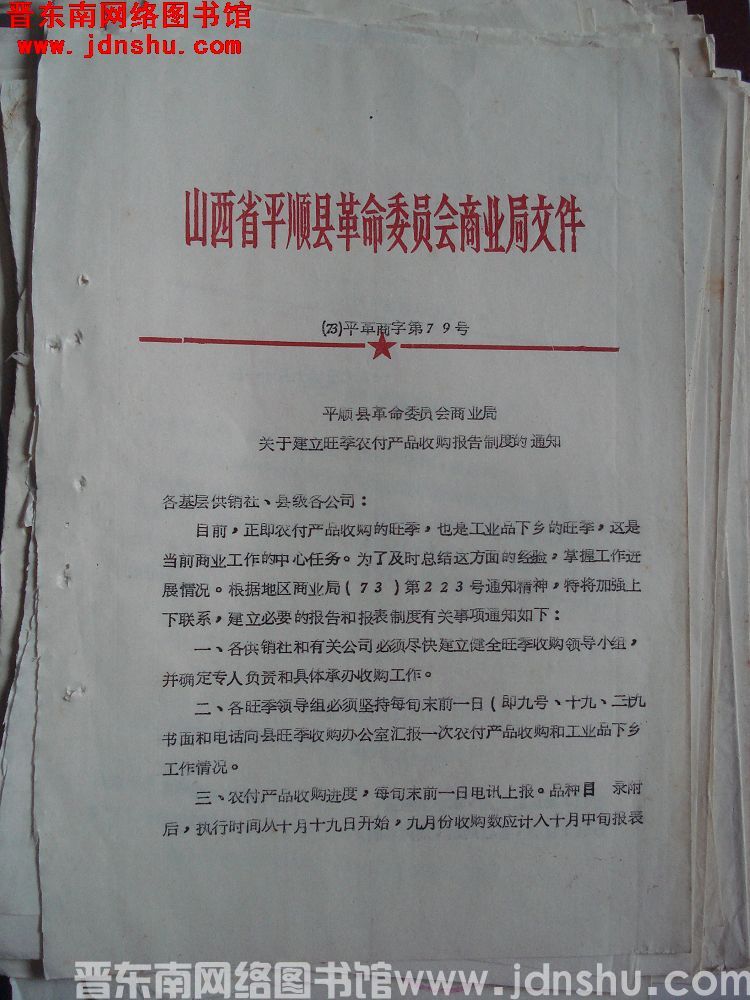 晋东南网络图书馆
www.jdnshu.com
山西省平顺县革命委员会商业局文件
(73)平革商字第79号
平顺县革命委员会商业局
关于建立旺季农付产品收购报告制度的通知
各基层供销社、县级各公司：
目前，正即农付产品收购的旺季，也是工业品下乡的旺季，这是
当前商业工作的中心任务。为了及时总结这方面的经验，掌握工作进
展情况。根据地区商业局(73)第223号通知精神，特将加强上
下联系，建立必要的报告和报表制度有关事项通知如下：
一、各供销社和有关公司必须尽快建立健全旺季收购领导小组，
并确定专人负责和具体承办收购工作。
二、各旺季领导组必须坚持每旬末前一日(即九号、十九、二九
书面和电话向县旺季收购办公室汇报一次农付产品收购和工业品下乡
工作情况。
三、农付产品收购进度，每旬末前一日电讯上报。品种目 录附
后，执行时间从十月十九日开始，九月份收购数应计入十月中旬报表
晋东南网络图书馆www.jdnshu.com